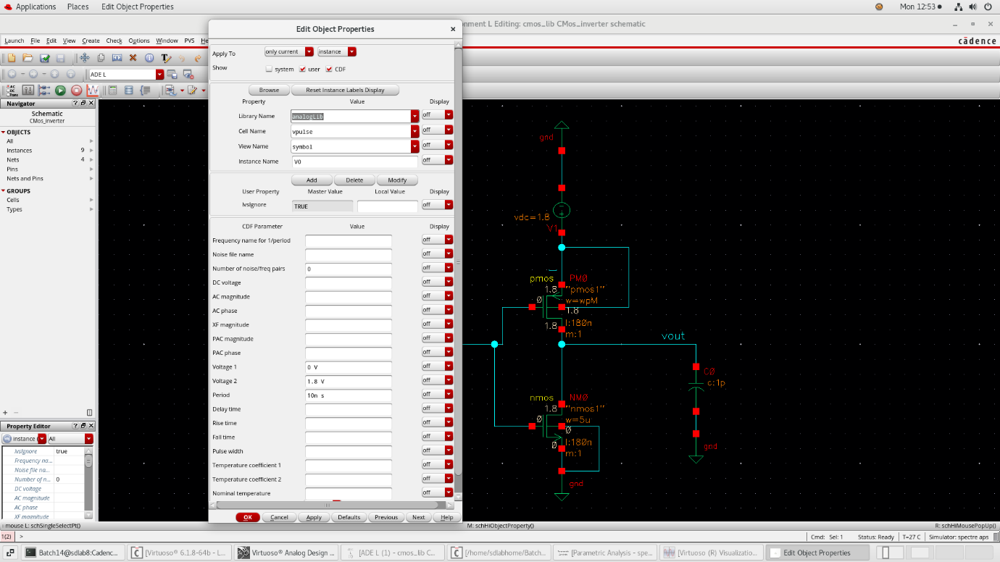 Applications Places Edit Object Properties Mon 12:53
Edit Object Properties
onment L Editing: cmos_lib CMos_inverter schematic
Launch File Edit View Create Check Options Window PVS He
cādence
Apply To only current instance
Show system user CDF
ADE L
Browse Reset Instance Labels Display
Property Value Display
Library Name analogLib off
Cell Name vpulse off
View Name symbol off
Instance Name V0 off
Add Delete Modify
User Property Master Value Local Value Display
lvsIgnore TRUE off
CDF Parameter Value Display
Frequency name for 1/period off
Noise file name off
Number of noise/freq pairs 0 off
DC voltage off
AC magnitude off
AC phase off
XF magnitude off
PAC magnitude off
PAC phase off
Voltage 1 0 V off
Voltage 2 1.8 V off
Period 10n s off
Delay time off
Rise time off
Fall time off
Pulse width off
Temperature coefficient 1 off
Temperature coefficient 2 off
Nominal temperature off
OK Cancel Apply Defaults Previous Next Help
Navigator
Schematic
CMos_inverter
OBJECTS
All
Instances 9
Nets 4
Pins
Nets and Pins
GROUPS
Cells
Types
Property Editor
instance ( All
lvsIgnore true
Frequency na...
Noise file na...
Number of n... 0
DC voltage
AC magnitude
AC phase
XF magnitude
gnd
vdc=1.8
V1
pmos PM0
1.8 "pmos1"
0 w=wpM
1.8
1.8 l:180n
m:1
vout
C0
c:1p
nmos NM0
1.8 "nmos1"
0 w=5u
0
0 l:180n
m:1
gnd
gnd
mouse L: schSingleSelectPt() M: schHiObjectProperty() R: schHiMousePopUp()
1(2) > Cmd: Sel: 1 Status: Ready T=27 C Simulator: spectre aps
Batch14@sdlab8:Cadenc... [Virtuoso® 6.1.8-64b - L... Virtuoso® Analog Design ... [ADE L (1) - cmos_lib C... [/home/sdlabhome/Batc... [Parametric Analysis - spe... [Virtuoso (R) Visualizatio... Edit Object Properties